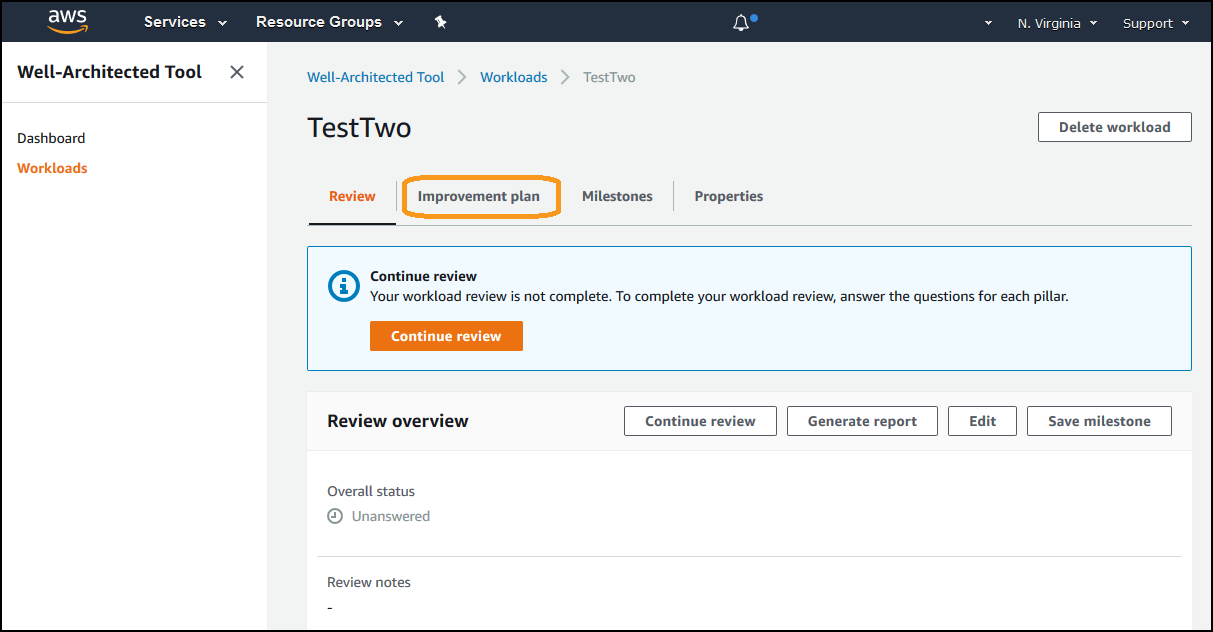 aws Services Resource Groups N. Virginia Support
Well-Architected Tool
Dashboard
Workloads
Well-Architected Tool Workloads TestTwo
TestTwo
Delete workload
Review Improvement plan Milestones Properties
Continue review
Your workload review is not complete. To complete your workload review, answer the questions for each pillar.
Continue review
Review overview Continue review Generate report Edit Save milestone
Overall status
Unanswered
Review notes
-